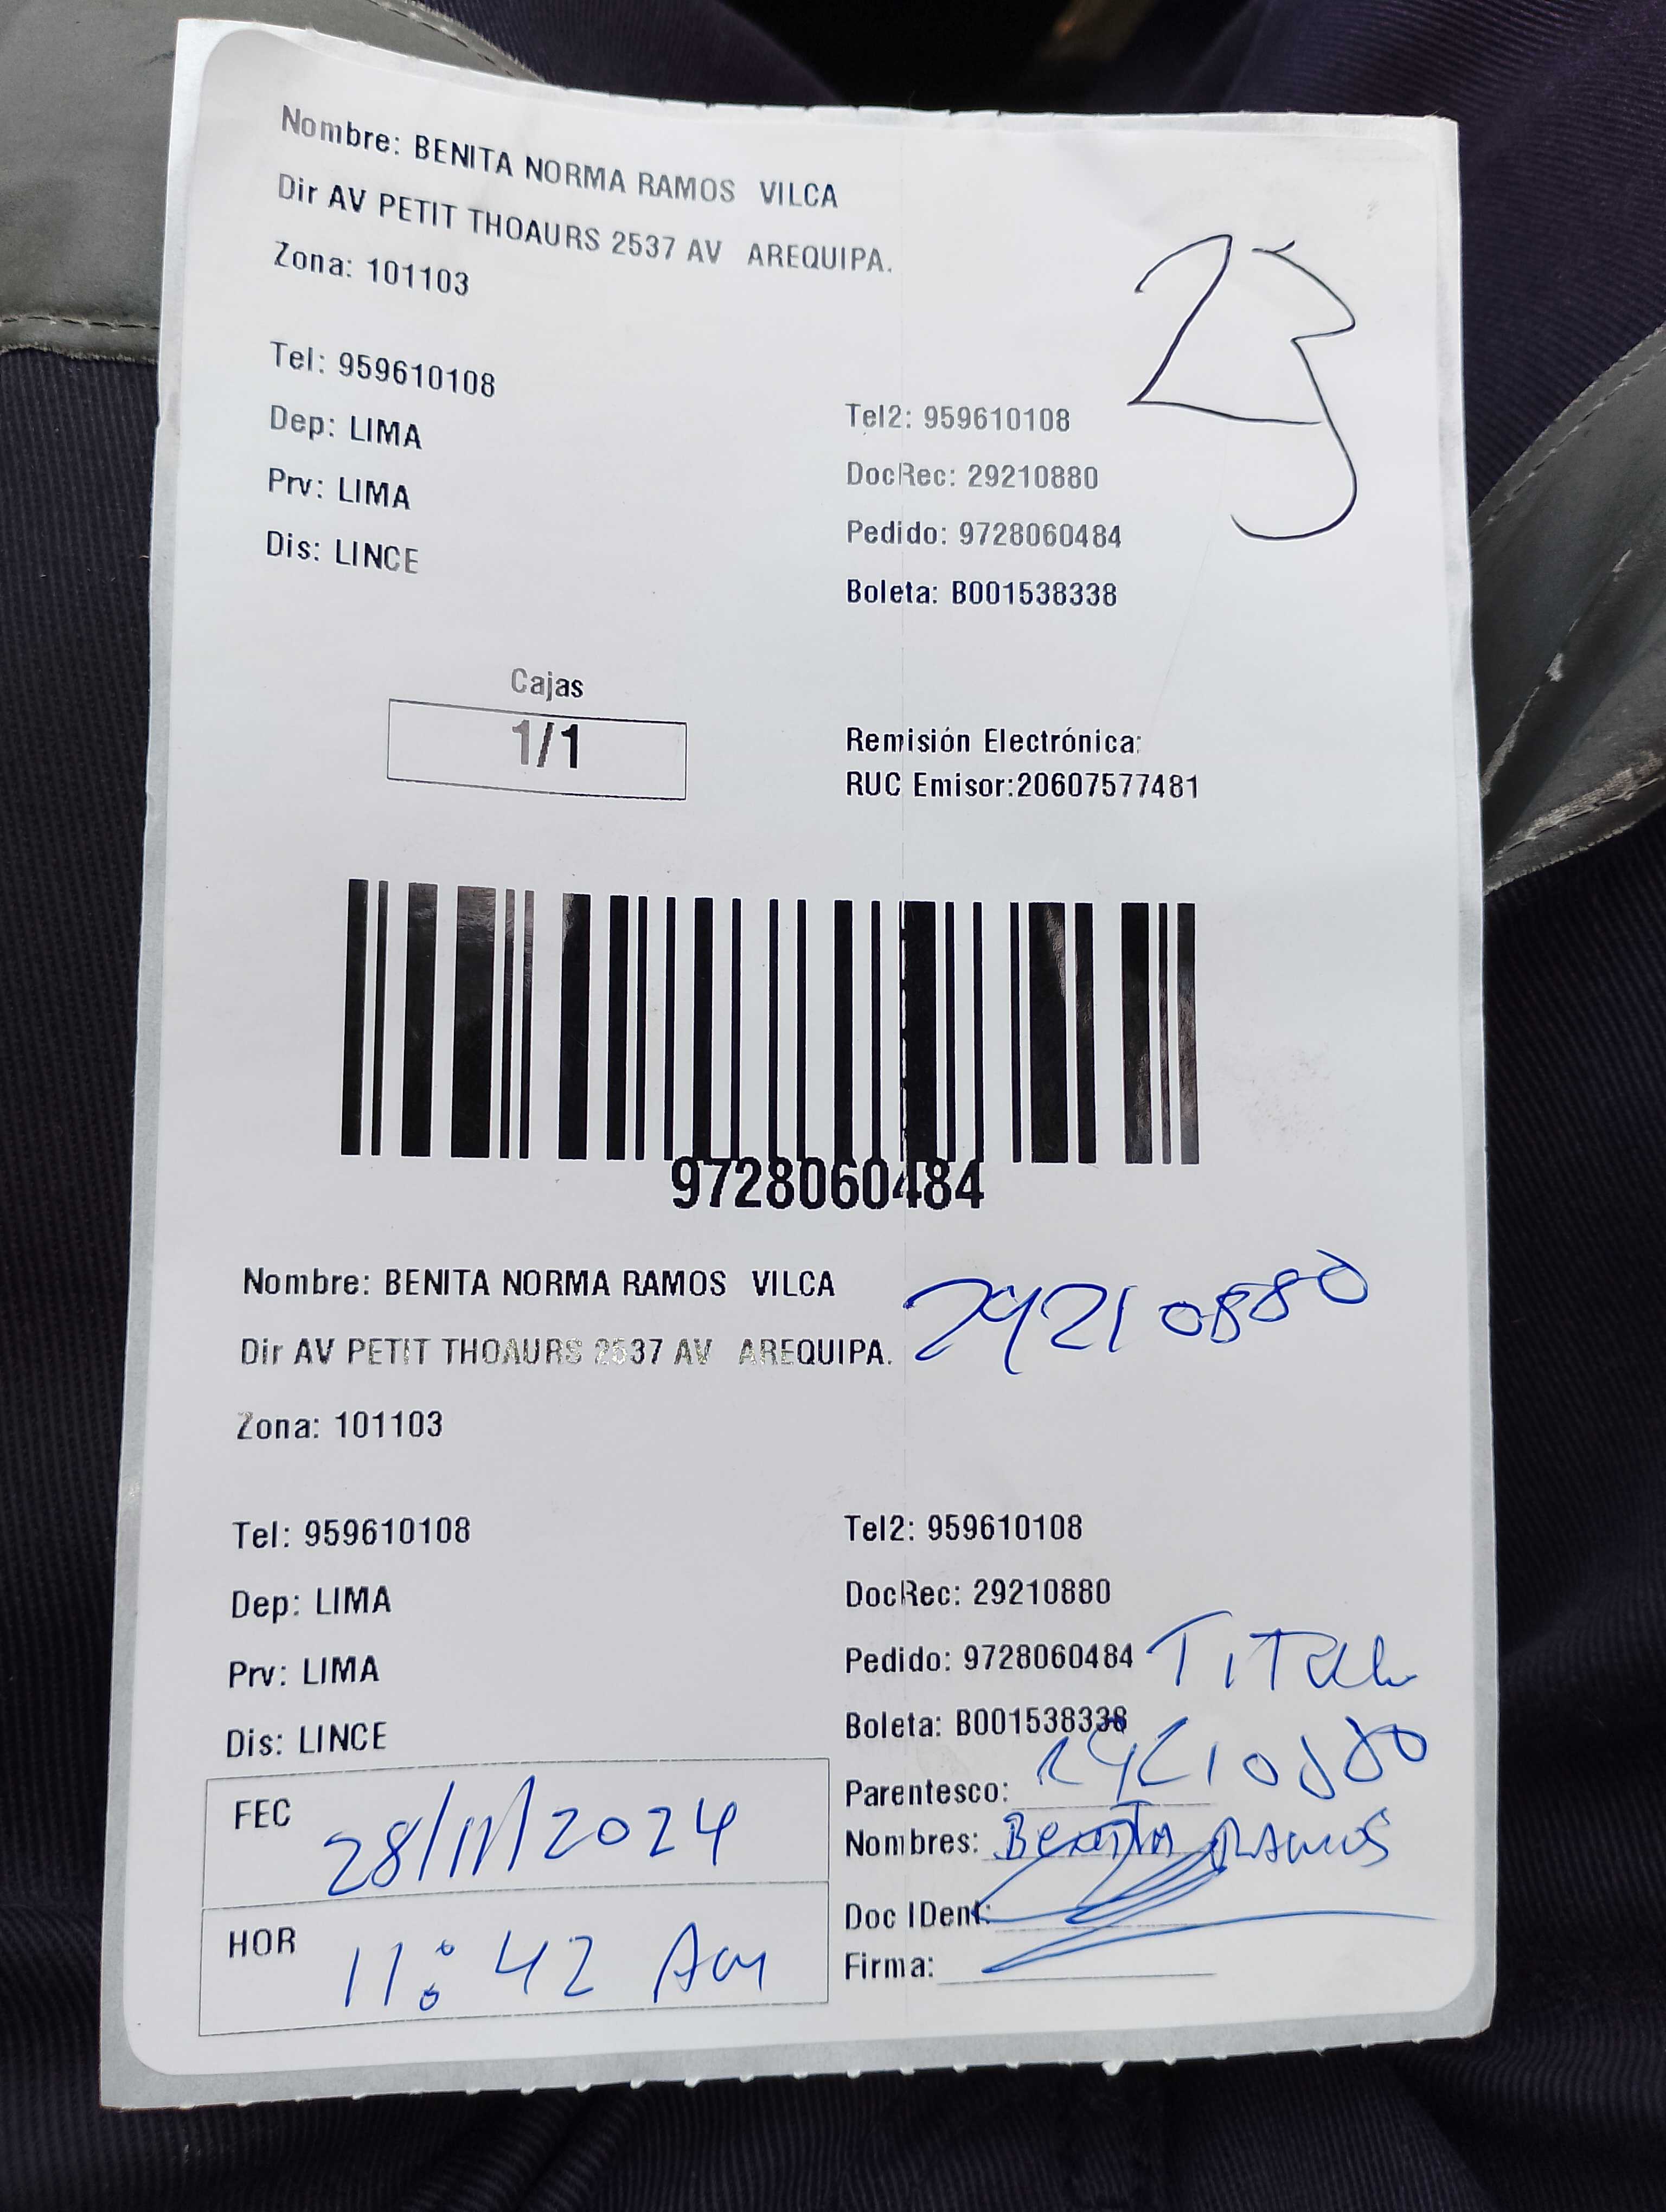 Nombre: BENITA NORMA RAMOS VILCA
Dir AV PETIT THOAURS 2537 AV AREQUIPA.
Zona: 101103
23
Tel: 959610108
Dep: LIMA
Prv: LIMA
Dis: LINCE
Tel2: 959610108
DocRec: 29210880
Pedido: 9728060484
Boleta: B001538338
Cajas
1/1
Remisión Electrónica:
RUC Emisor:20607577481
9728060484
Nombre: BENITA NORMA RAMOS VILCA
29210880
Dir AV PETIT THOAURS 2537 AV AREQUIPA.
Zona: 101103
Tel: 959610108
Dep: LIMA
Prv: LIMA
Dis: LINCE
Tel2: 959610108
DocRec: 29210880
Pedido: 9728060484
Boleta: B001538338
Parentesco: 29210880
Nombres: Benita Ramos
Doc IDent:
Firma:
FEC 28/11/2024
HOR 11:42 Am